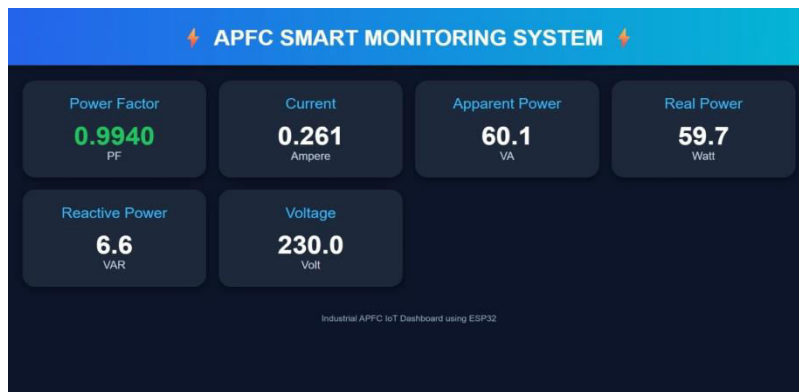 ⚡ APFC SMART MONITORING SYSTEM ⚡
Power Factor
0.9940
PF
Current
0.261
Ampere
Apparent Power
60.1
VA
Real Power
59.7
Watt
Reactive Power
6.6
VAR
Voltage
230.0
Volt
Industrial APFC IoT Dashboard using ESP32